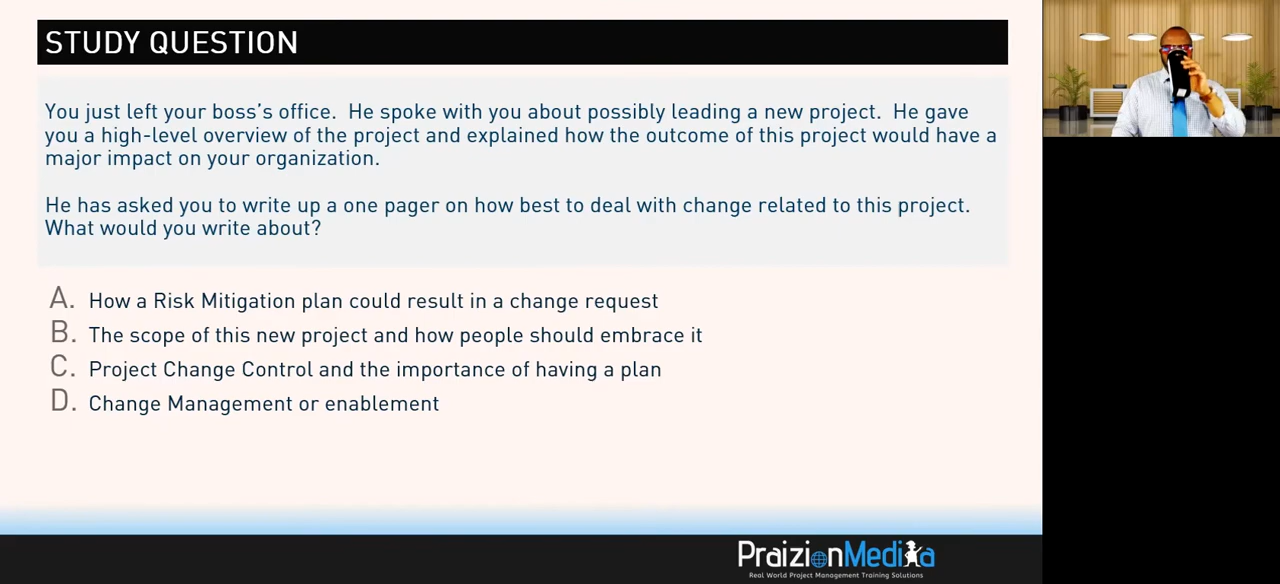 STUDY QUESTION
You just left your boss's office. He spoke with you about possibly leading a new project. He gave
you a high-level overview of the project and explained how the outcome of this project would have a
major impact on your organization.
He has asked you to write up a one pager on how best to deal with change related to this project.
What would you write about?
A. How a Risk Mitigation plan could result in a change request
B. The scope of this new project and how people should embrace it
C. Project Change Control and the importance of having a plan
D. Change Management or enablement
PraizionMedia
Real World Project Management Training Solutions